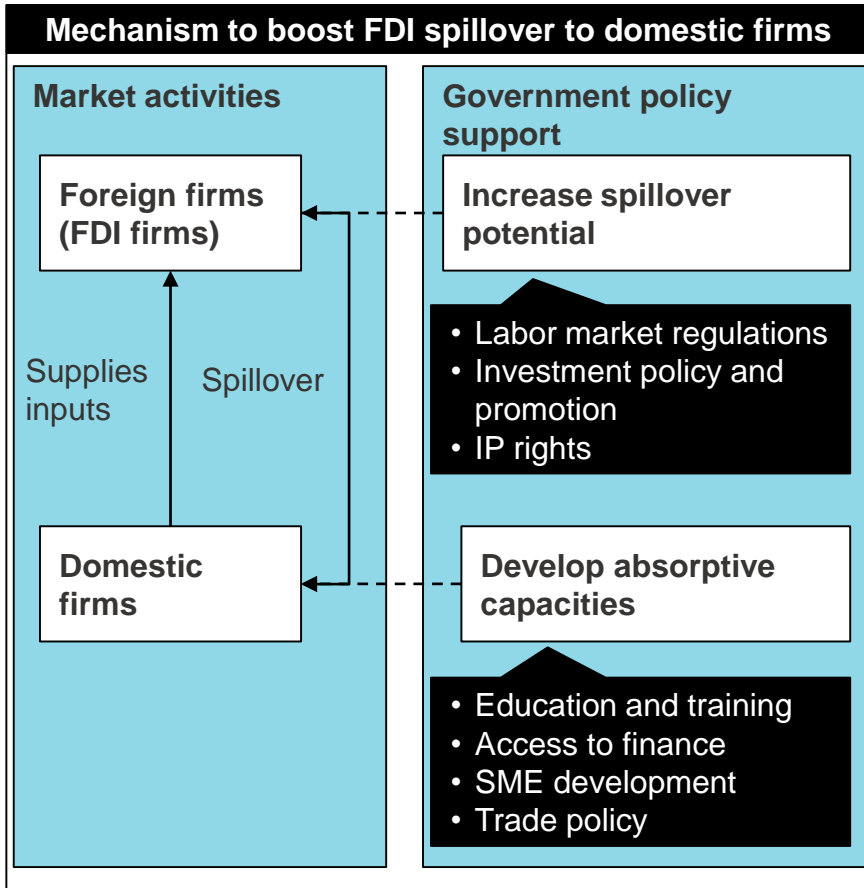 Mechanism to boost FDI spillover to domestic firms
Market activities
Foreign firms
(FDI firms)
Supplies
inputs
Spillover
Domestic
firms
Government policy
support
Increase spillover
potential
• Labor market regulations
• Investment policy and
promotion
• IP rights
Develop absorptive
capacities
• Education and training
• Access to finance
• SME development
• Trade policy